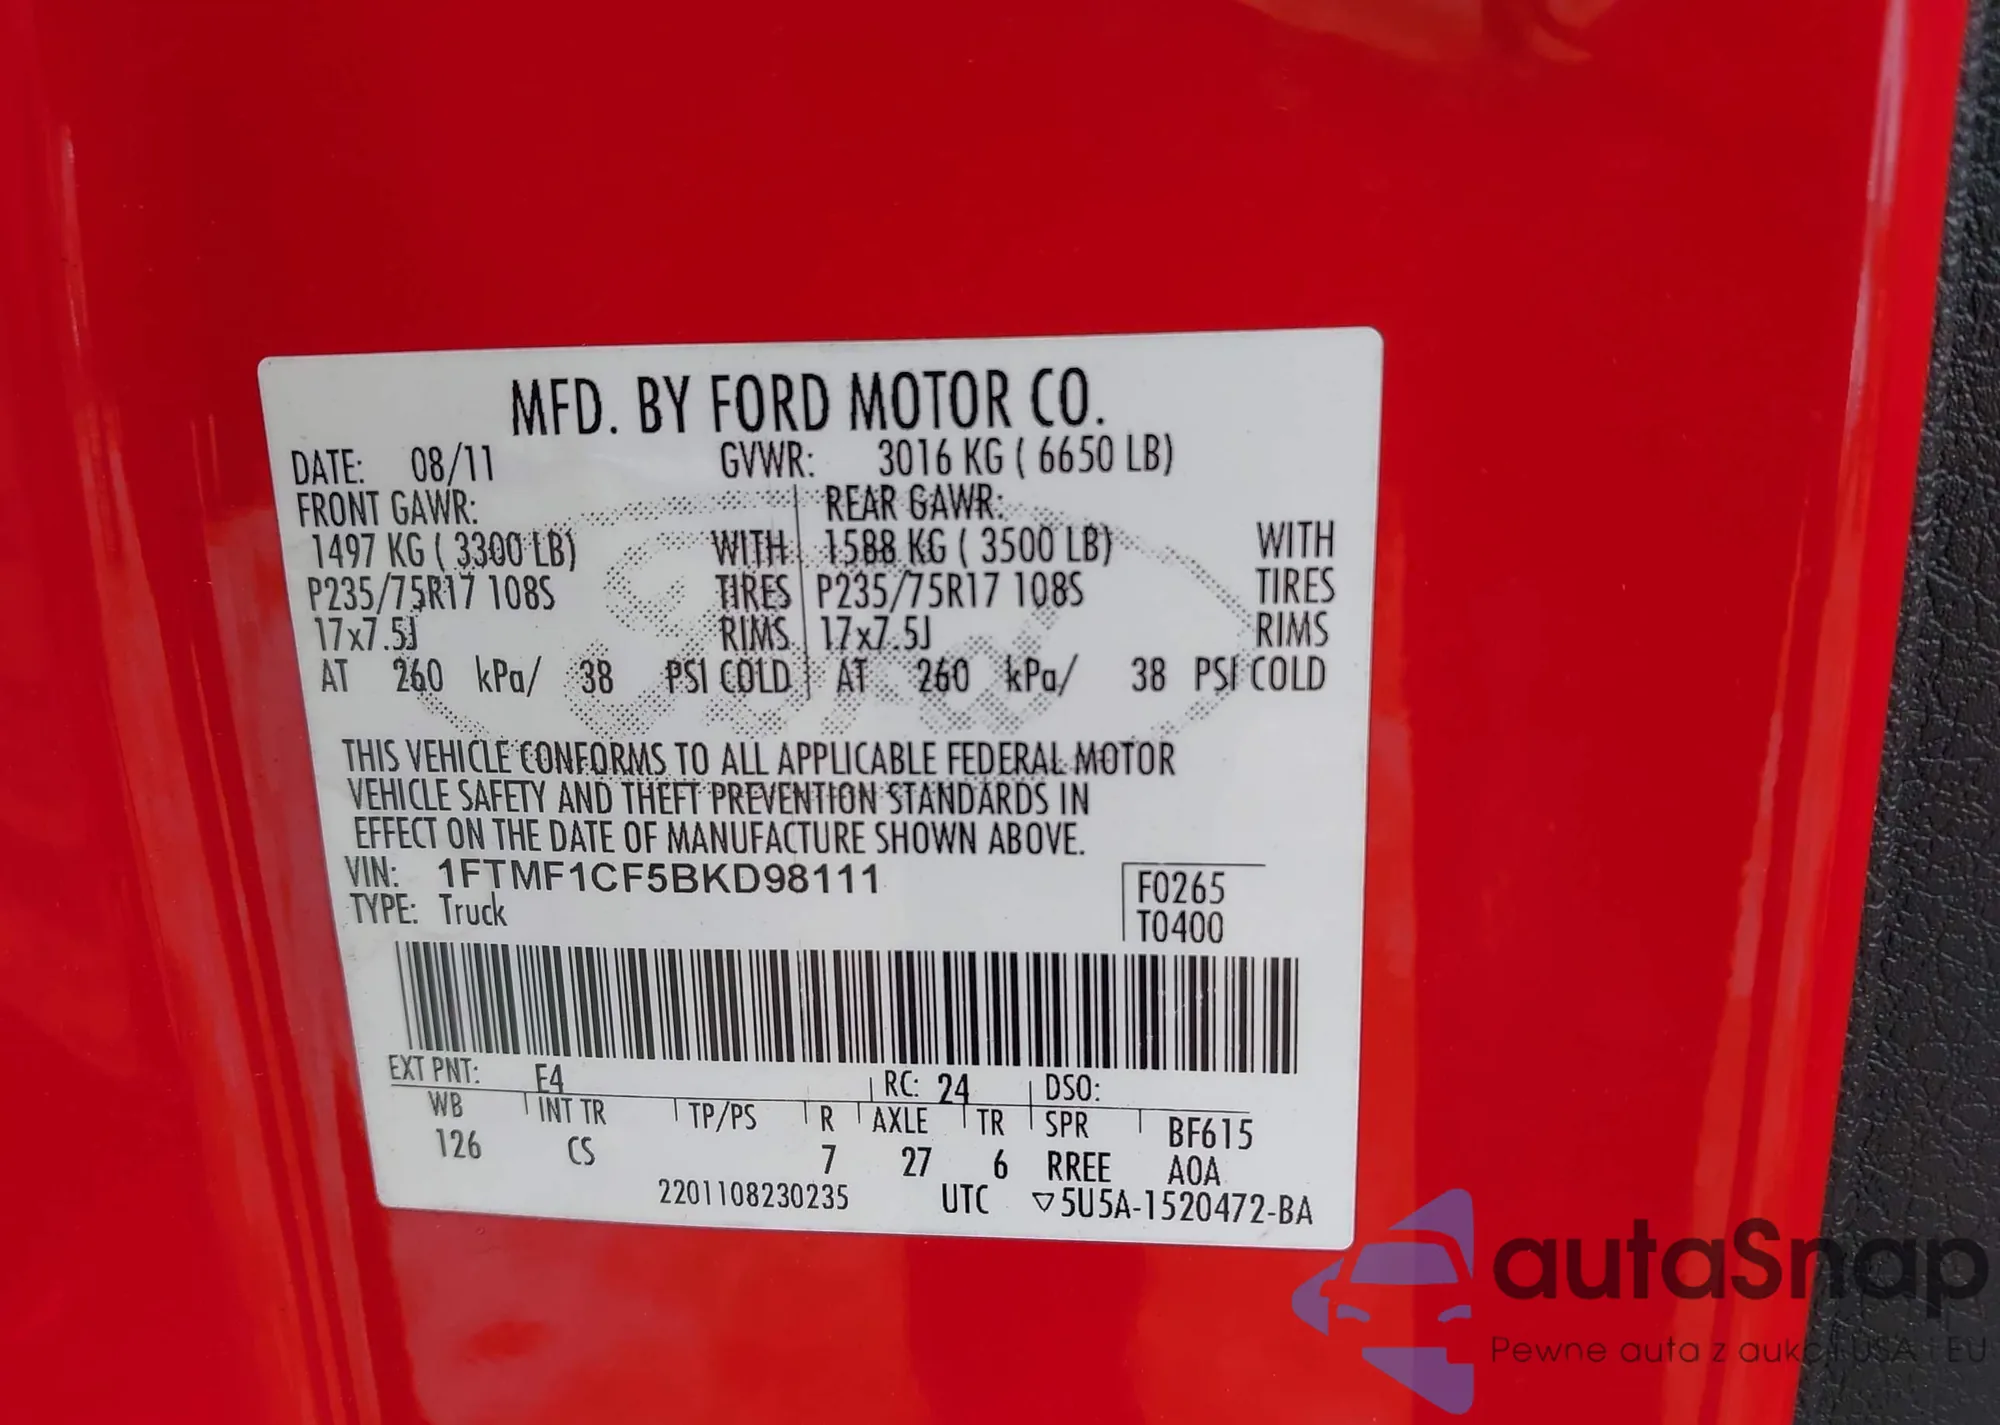 MFD. BY FORD MOTOR CO.
DATE: 08/11 GVWR: 3016 KG ( 6650 LB)
FRONT GAWR: REAR GAWR:
1497 KG ( 3300 LB) WITH 1588 KG ( 3500 LB) WITH
P235/75R17 108S TIRES P235/75R17 108S TIRES
17x7.5J RIMS 17x7.5J RIMS
AT 260 kPa/ 38 PSI COLD AT 260 kPa/ 38 PSI COLD
Ford
THIS VEHICLE CONFORMS TO ALL APPLICABLE FEDERAL MOTOR
VEHICLE SAFETY AND THEFT PREVENTION STANDARDS IN
EFFECT ON THE DATE OF MANUFACTURE SHOWN ABOVE.
VIN: 1FTMF1CF5BKD98111
TYPE: Truck
F0265
T0400
EXT PNT: E4 RC: 24 DSO:
WB INT TR TP/PS R AXLE TR SPR BF615
126 CS 7 27 6 RREE A0A
2201108230235 UTC ▽5U5A-1520472-BA
autaSnap
Pewne auta z aukcji USA i EU